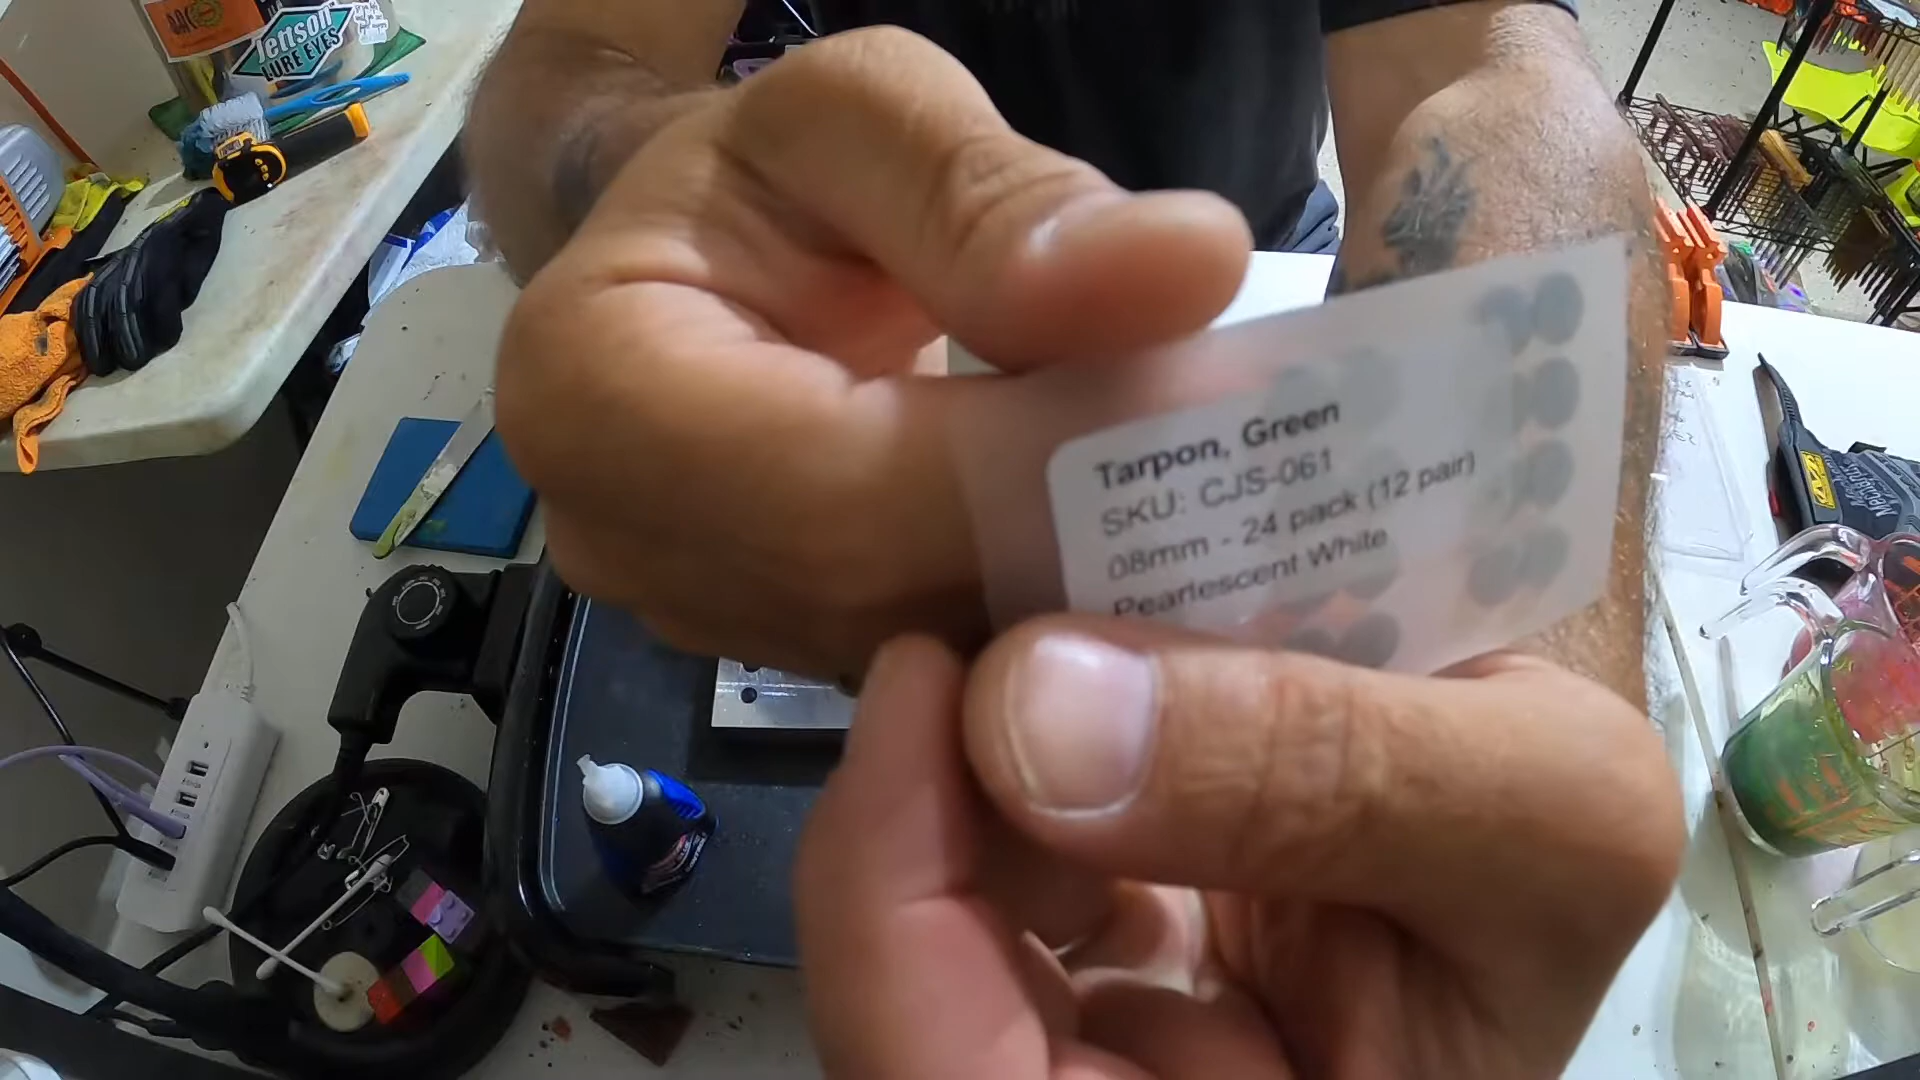 Jettson
LURE EYES
Tarpon, Green
SKU: CJS-061
08mm - 24 pack (12 pair)
Pearlescent White